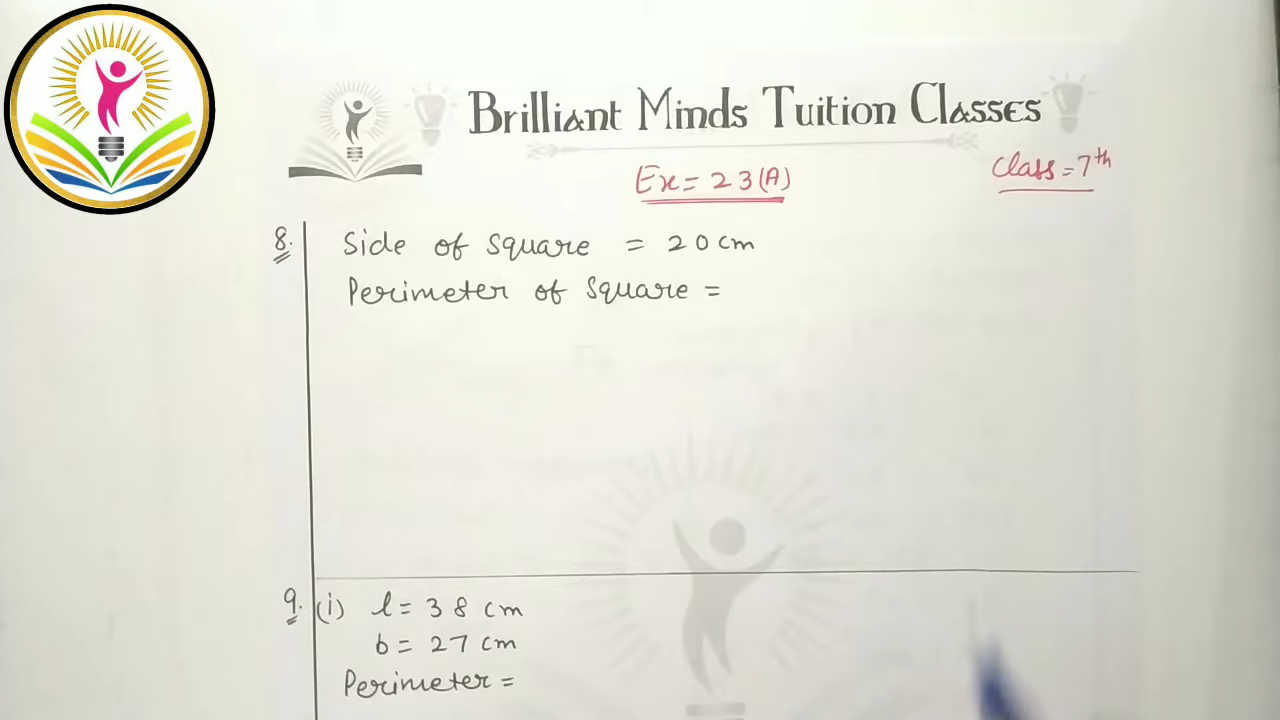 Brilliant Minds Tuition Classes
Ex = 23(A)
Class = 7th
8. Side of square = 20 cm
Perimeter of square =
9. (i) l = 38 cm
b = 27 cm
Perimeter =